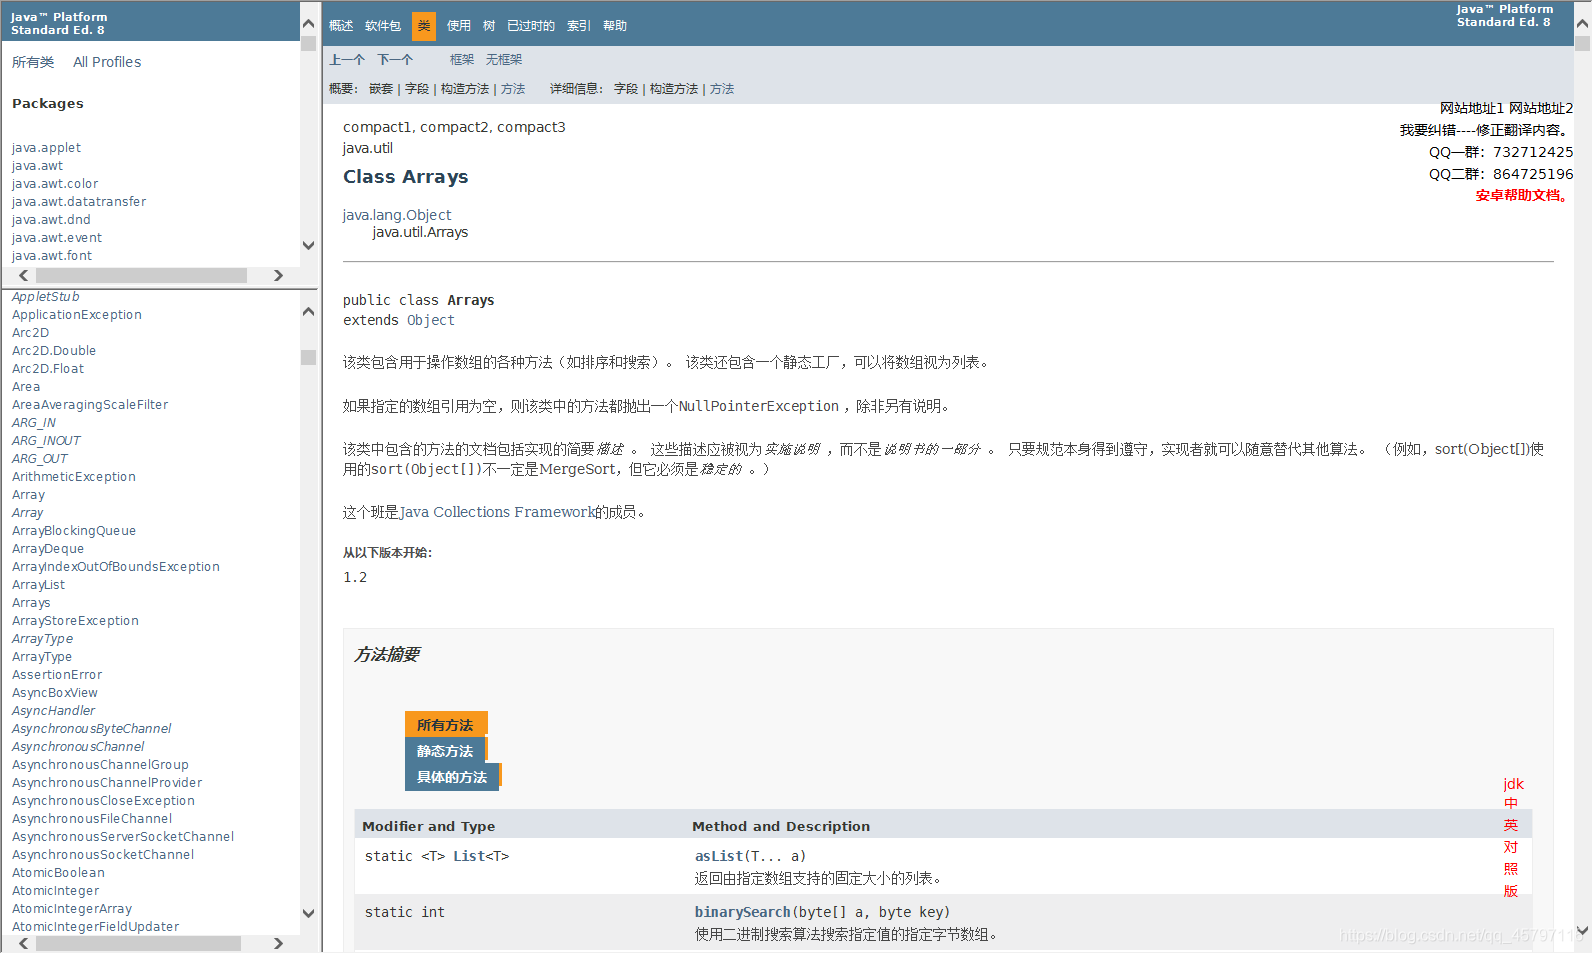 Java™ Platform
Standard Ed. 8
所有类 All Profiles
Packages
java.applet
java.awt
java.awt.color
java.awt.datatransfer
java.awt.dnd
java.awt.event
java.awt.font
AppletStub
ApplicationException
Arc2D
Arc2D.Double
Arc2D.Float
Area
AreaAveragingScaleFilter
ARG_IN
ARG_INOUT
ARG_OUT
ArithmeticException
Array
Array
ArrayBlockingQueue
ArrayDeque
ArrayIndexOutOfBoundsException
ArrayList
Arrays
ArrayStoreException
ArrayType
ArrayType
AssertionError
AsyncBoxView
AsyncHandler
AsynchronousByteChannel
AsynchronousChannel
AsynchronousChannelGroup
AsynchronousChannelProvider
AsynchronousCloseException
AsynchronousFileChannel
AsynchronousServerSocketChannel
AsynchronousSocketChannel
AtomicBoolean
AtomicInteger
AtomicIntegerArray
AtomicIntegerFieldUpdater
概述 软件包 类 使用 树 已过时的 索引 帮助
Java™ Platform
Standard Ed. 8
上一个 下一个 框架 无框架
概要： 嵌套 | 字段 | 构造方法 | 方法 详细信息： 字段 | 构造方法 | 方法
网站地址1 网站地址2
我要纠错----修正翻译内容。
QQ一群：732712425
QQ二群：864725196
安卓帮助文档。
compact1, compact2, compact3
java.util
Class Arrays
java.lang.Object
java.util.Arrays
public class Arrays
extends Object
该类包含用于操作数组的各种方法（如排序和搜索）。 该类还包含一个静态工厂，可以将数组视为列表。
如果指定的数组引用为空，则该类中的方法都抛出一个NullPointerException ，除非另有说明。
该类中包含的方法的文档包括实现的简要描述 。 这些描述应被视为实施说明 ，而不是说明书的一部分 。 只要规范本身得到遵守，实现者就可以随意替代其他算法。 （例如，sort(Object[])使
用的sort(Object[])不一定是MergeSort，但它必须是稳定的 。）
这个班是Java Collections Framework的成员。
从以下版本开始：
1.2
方法摘要
所有方法
静态方法
具体的方法
Modifier and Type Method and Description
static <T> List<T> asList(T... a)
返回由指定数组支持的固定大小的列表。
static int binarySearch(byte[] a, byte key)
使用二进制搜索算法搜索指定值的指定字节数组。
jdk
中
英
对
照
版